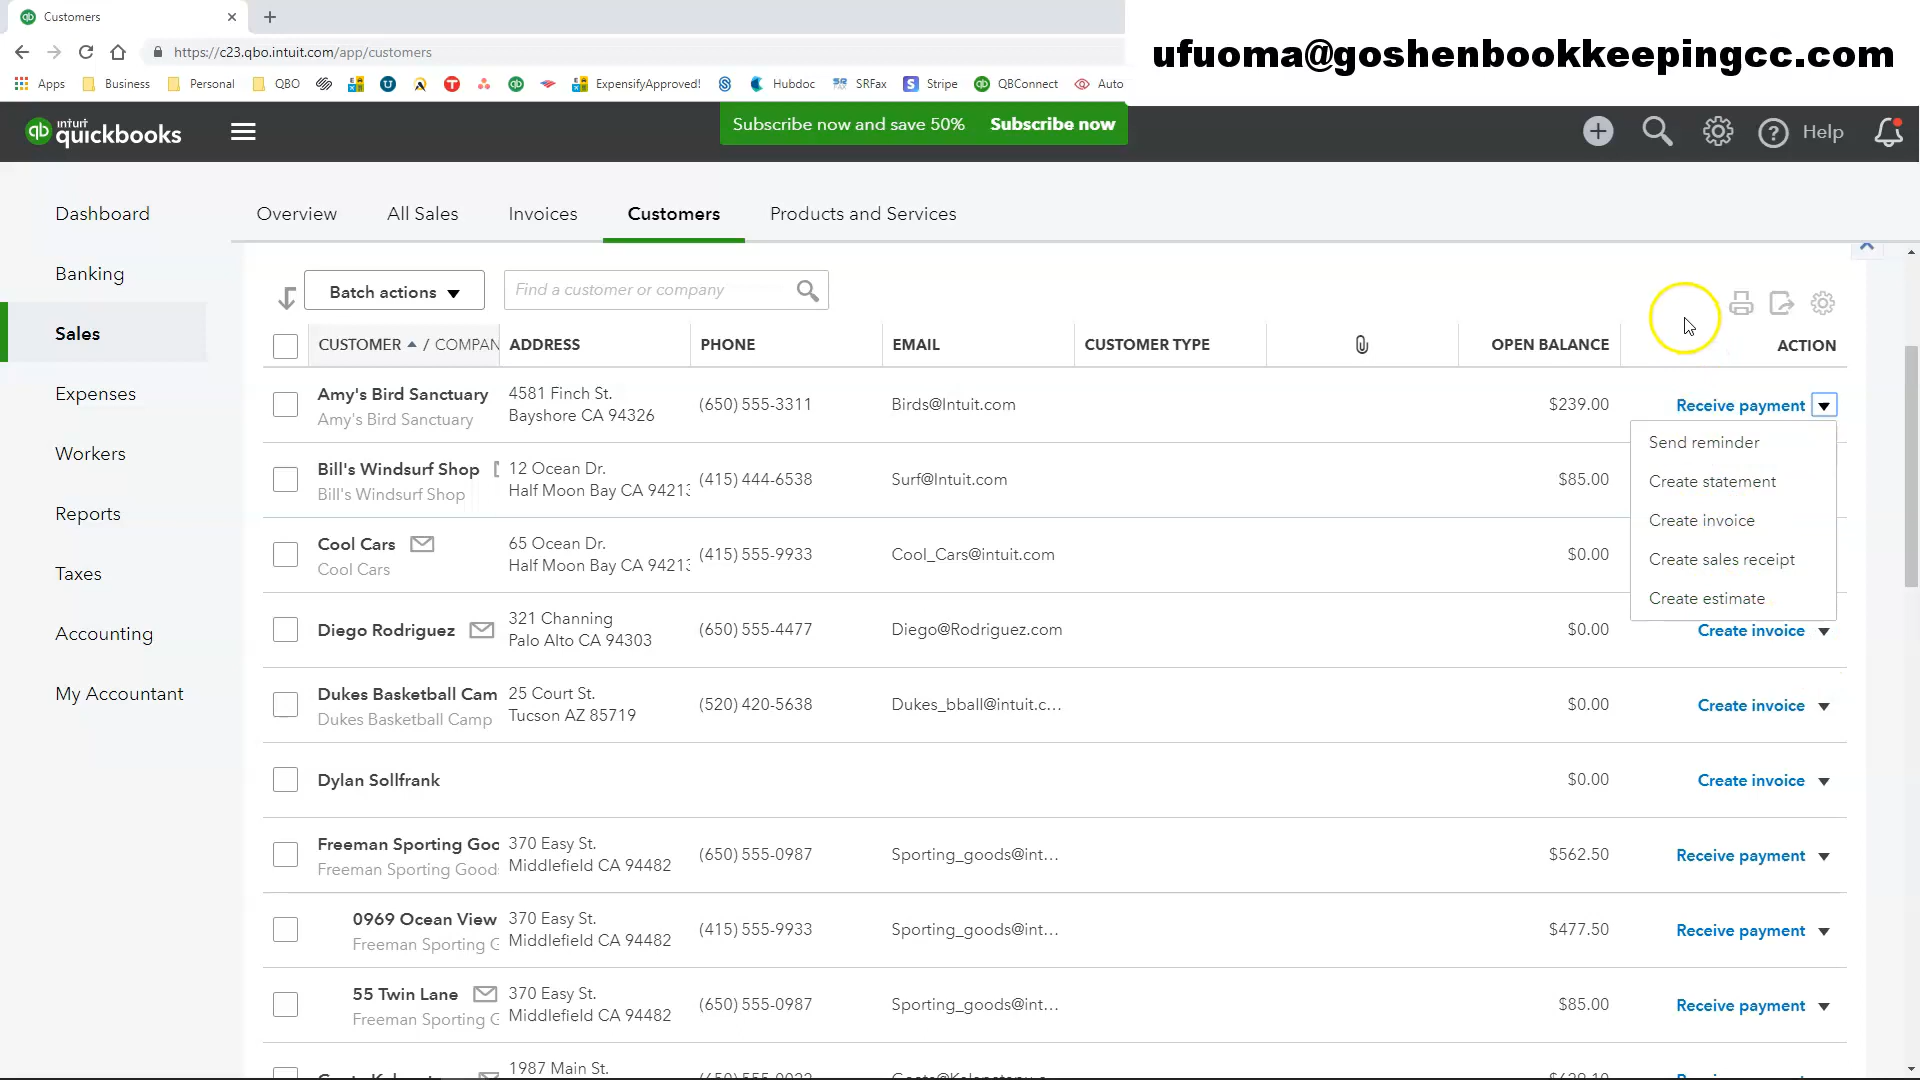 Customers
https://c23.qbo.intuit.com/app/customers
ufuoma@goshenbookkeepingcc.com
Apps Business Personal QBO ExpensifyApproved! Hubdoc SRFax Stripe QBConnect Auto
intuit
quickbooks
Subscribe now and save 50% Subscribe now
Help
Dashboard
Banking
Sales
Expenses
Workers
Reports
Taxes
Accounting
My Accountant
Overview All Sales Invoices Customers Products and Services
Batch actions Find a customer or company
CUSTOMER / COMPAN ADDRESS PHONE EMAIL CUSTOMER TYPE OPEN BALANCE ACTION
Amy's Bird Sanctuary 4581 Finch St. (650) 555-3311 Birds@Intuit.com $239.00 Receive payment
Amy's Bird Sanctuary Bayshore CA 94326
Send reminder
Create statement
Create invoice
Create sales receipt
Create estimate
Bill's Windsurf Shop 12 Ocean Dr. (415) 444-6538 Surf@Intuit.com $85.00
Bill's Windsurf Shop Half Moon Bay CA 94213
Cool Cars 65 Ocean Dr. (415) 555-9933 Cool_Cars@intuit.com $0.00
Cool Cars Half Moon Bay CA 94213
Diego Rodriguez 321 Channing (650) 555-4477 Diego@Rodriguez.com $0.00 Create invoice
Palo Alto CA 94303
Dukes Basketball Cam 25 Court St. (520) 420-5638 Dukes_bball@intuit.c... $0.00 Create invoice
Dukes Basketball Camp Tucson AZ 85719
Dylan Sollfrank $0.00 Create invoice
Freeman Sporting Goo 370 Easy St. (650) 555-0987 Sporting_goods@int... $562.50 Receive payment
Freeman Sporting Goods Middlefield CA 94482
0969 Ocean View 370 Easy St. (415) 555-9933 Sporting_goods@int... $477.50 Receive payment
Freeman Sporting G Middlefield CA 94482
55 Twin Lane 370 Easy St. (650) 555-0987 Sporting_goods@int... $85.00 Receive payment
Freeman Sporting G Middlefield CA 94482
1987 Main St.